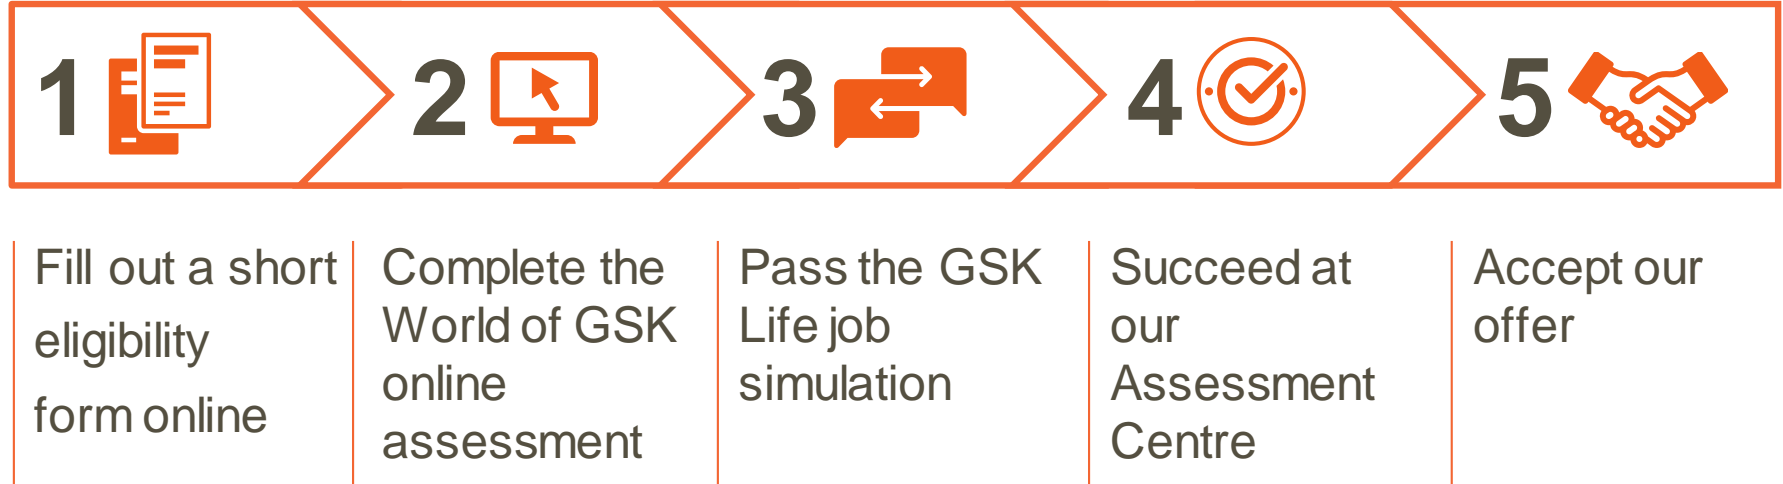 1
2
3
4
5
Fill out a short
eligibility
form online
Complete the
World of GSK
online
assessment
Pass the GSK
Life job
simulation
Succeed at
our
Assessment
Centre
Accept our
offer